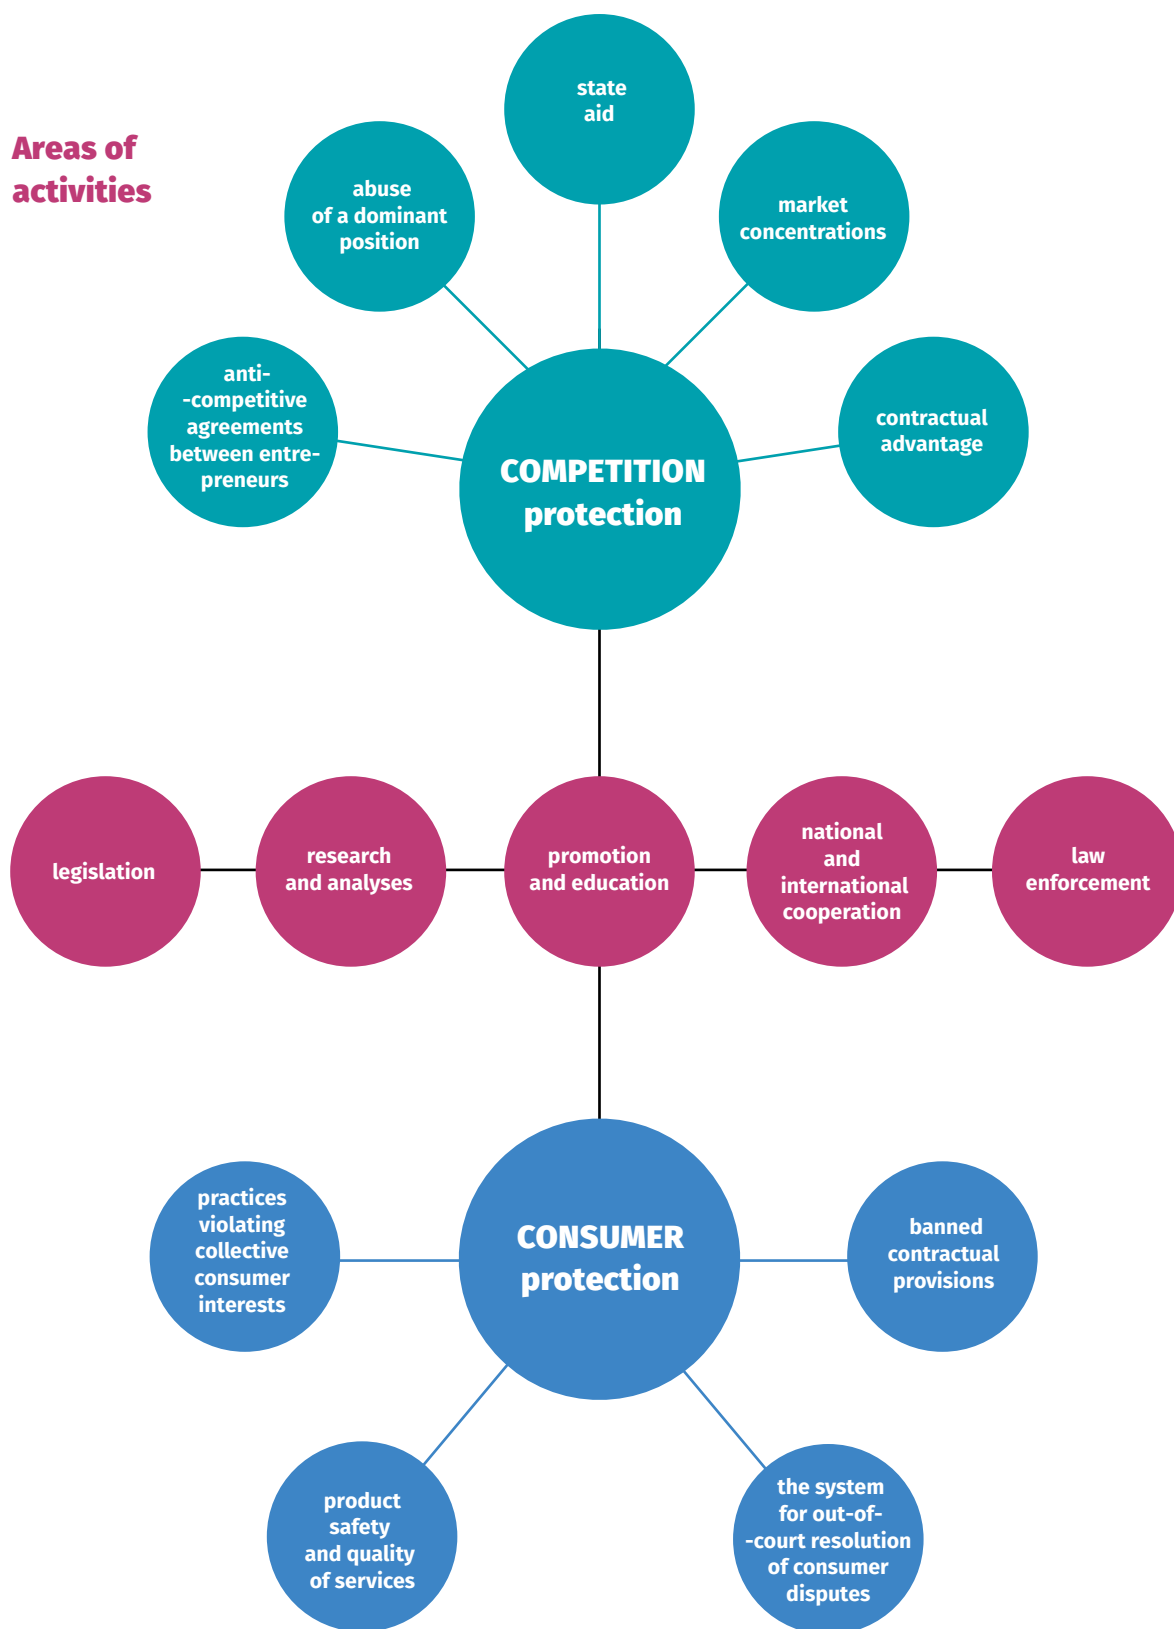 Areas of
activities
state
aid
abuse
of a dominant
position
market
concentrations
anti-
-competitive
agreements
between entre-
preneurs
contractual
advantage
COMPETITION
protection
legislation
research
and analyses
promotion
and education
national
and
international
cooperation
law
enforcement
practices
violating
collective
consumer
interests
CONSUMER
protection
banned
contractual
provisions
product
safety
and quality
of services
the system
for out-of-
-court resolution
of consumer
disputes